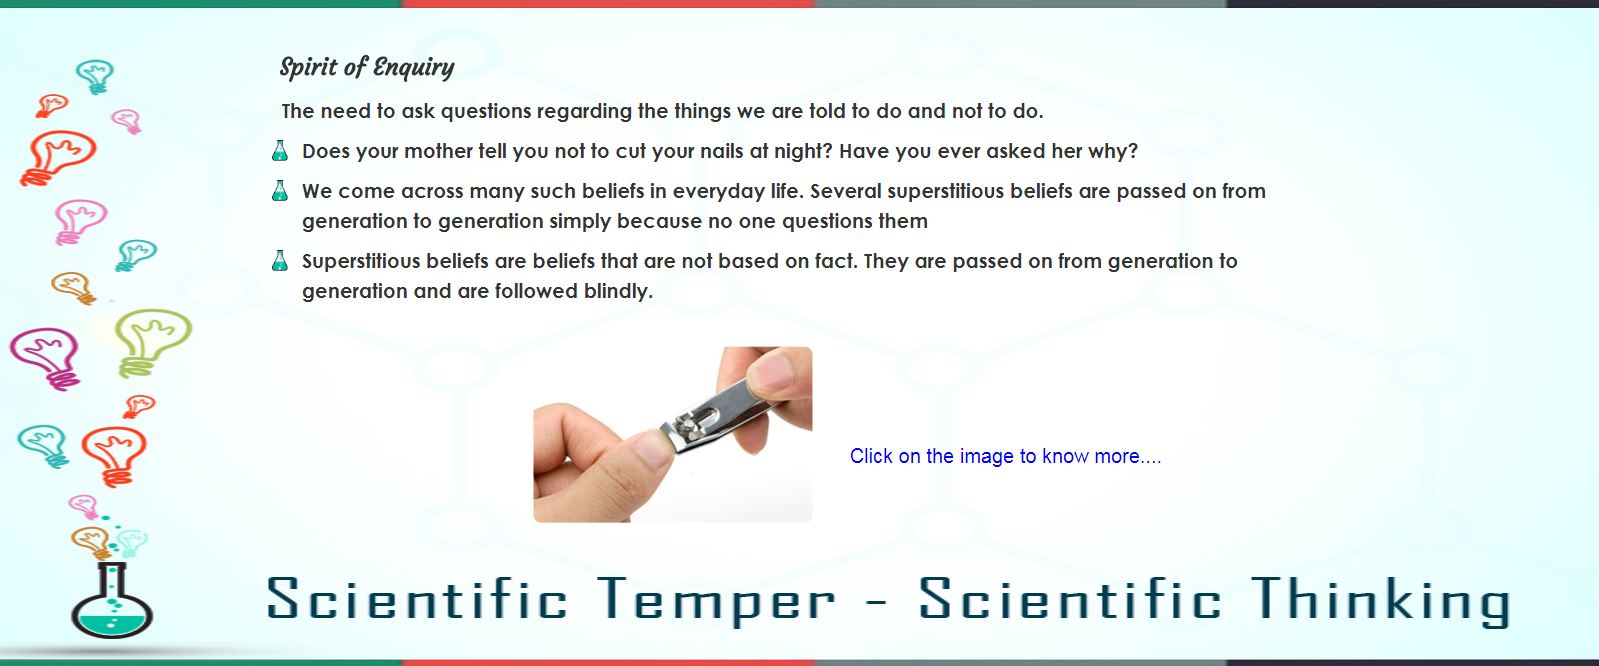 Spirit of Enquiry
The need to ask questions regarding the things we are told to do and not to do.
Does your mother tell you not to cut your nails at night? Have you ever asked her why?
We come across many such beliefs in everyday life. Several superstitious beliefs are passed on from
generation to generation simply because no one questions them
Superstitious beliefs are beliefs that are not based on fact. They are passed on from generation to
generation and are followed blindly.
Click on the image to know more....
Scientific Temper - Scientific Thinking